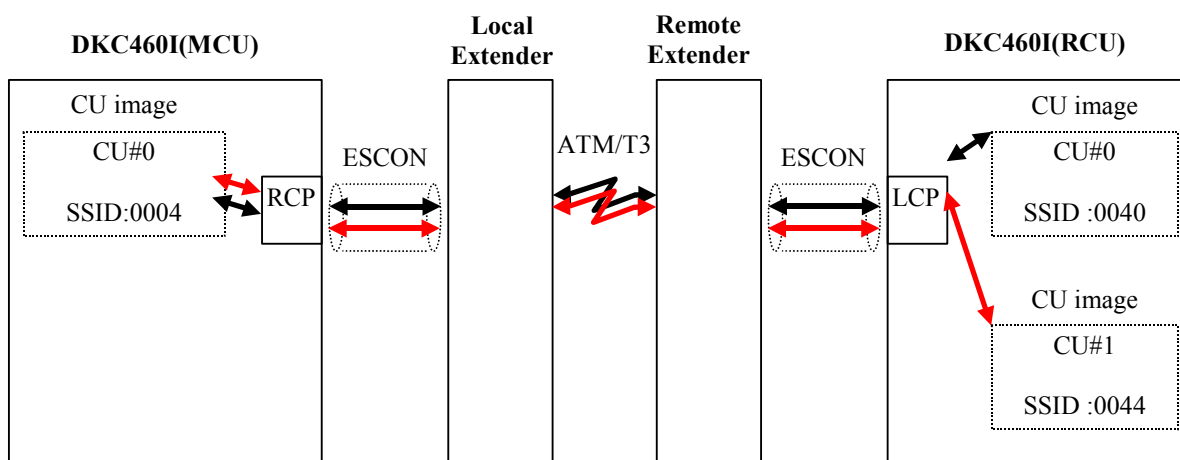 DKC460I(MCU)
Local
Extender
Remote
Extender
DKC460I(RCU)
CU image
CU#0
SSID:0004
RCP
ESCON
ATM/T3
ESCON
LCP
CU image
CU#0
SSID :0040
CU image
CU#1
SSID :0044